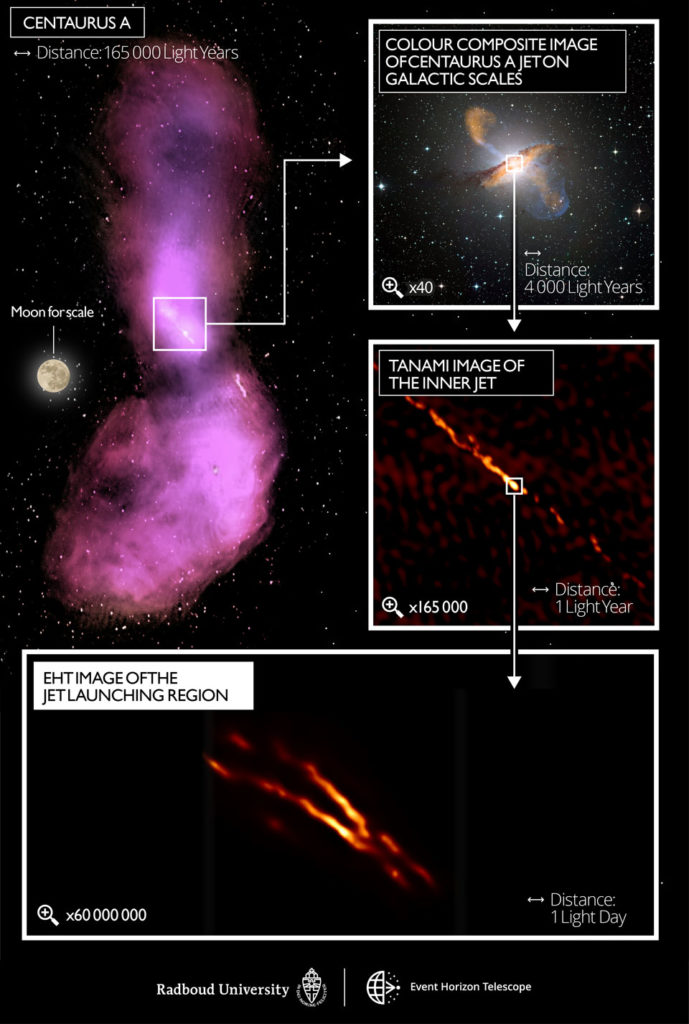 CENTAURUS A
Distance: 165 000 Light Years
Moon for scale
COLOUR COMPOSITE IMAGE
OF CENTAURUS A JET ON
GALACTIC SCALES
Distance:
4 000 Light Years
x40
TANAMI IMAGE OF
THE INNER JET
Distance:
1 Light Year
x165 000
EHT IMAGE OF THE
JET LAUNCHING REGION
x60 000 000
Distance:
1 Light Day
Radboud University
Event Horizon Telescope